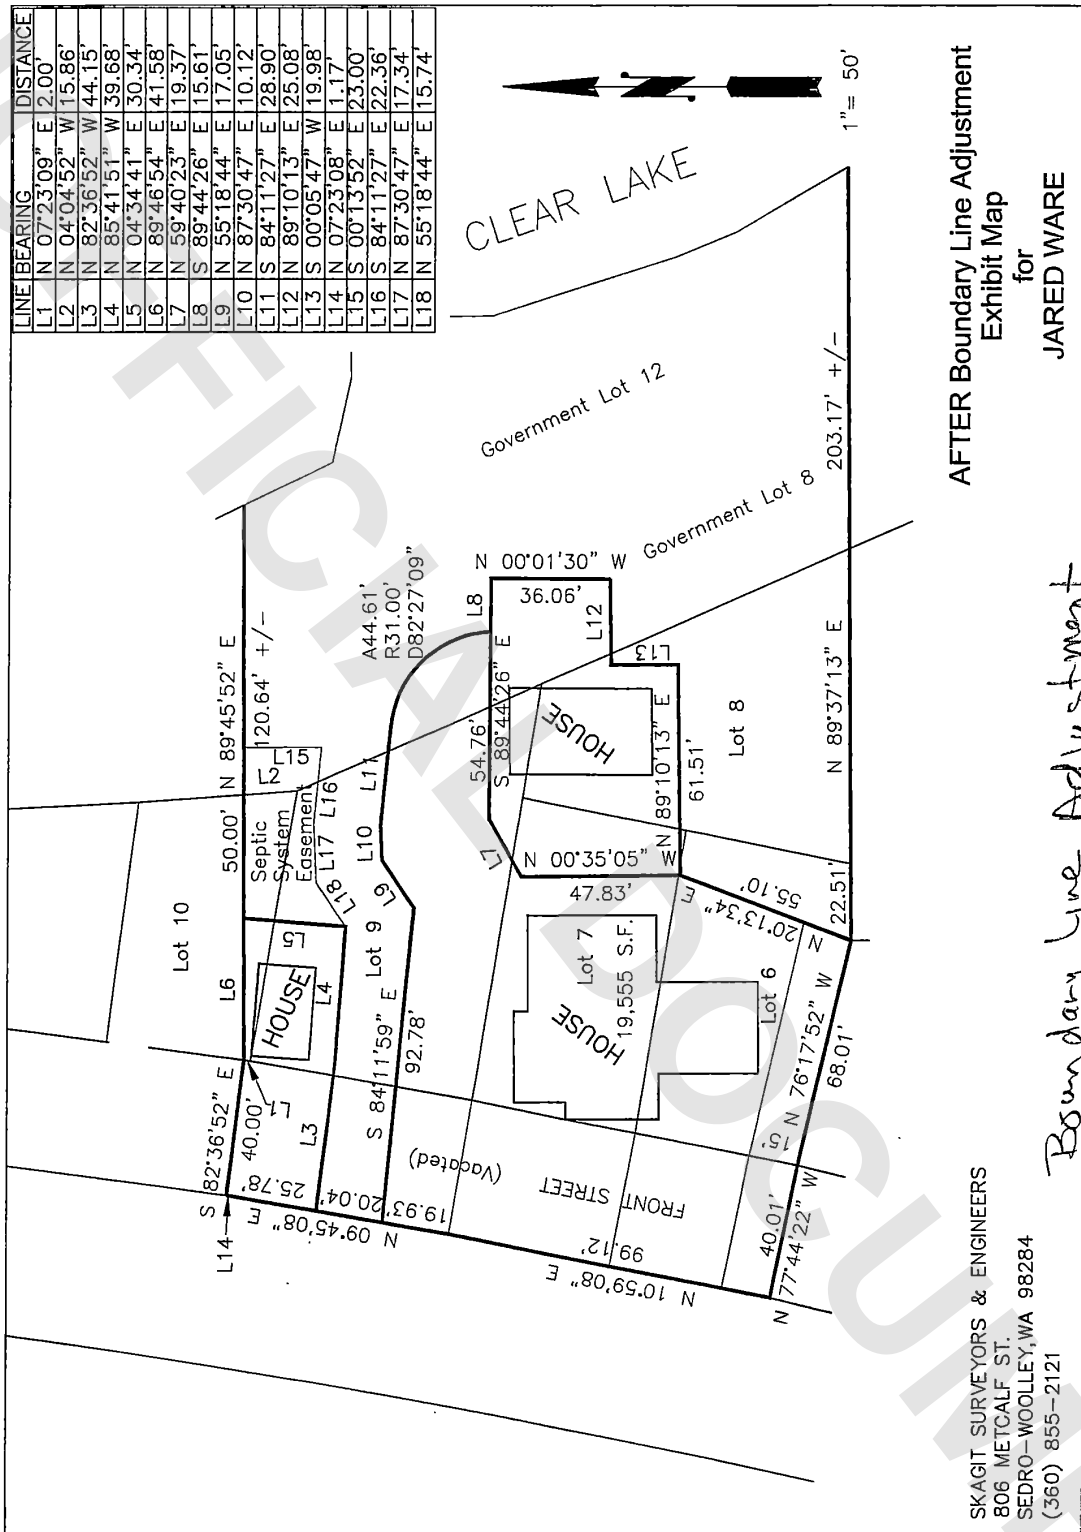 LINE BEARING DISTANCE
L1 N 07°23'09" E 2.00'
L2 N 04°04'52" W 15.86'
L3 N 82°36'52" W 44.15'
L4 N 85°41'51" W 39.68'
L5 N 04°34'41" E 30.34'
L6 N 89°46'54" E 41.58'
L7 N 59°40'23" E 19.37'
L8 S 89°44'26" E 15.61'
L9 N 55°18'44" E 17.05'
L10 N 87°30'47" E 10.12'
L11 S 84°11'27" E 28.90'
L12 N 89°10'13" E 25.08'
L13 S 00°05'47" W 19.98'
L14 N 07°23'08" E 1.17'
L15 S 00°13'52" E 23.00'
L16 S 84°11'27" E 22.36'
L17 N 87°30'47" E 17.34'
L18 N 55°18'44" E 15.74'
CLEAR LAKE
1"= 50'
Lot 10
S 82°36'52" E
40.00'
L14
L1
L6
50.00'
N 89°45'52" E
120.64' +/-
HOUSE
L5
L4
L3
25.78'
Septic
System
Easement
L2
L15
L16
L17
L18
Lot 9
L9
L10
L11
A44.61'
R31.00'
D82°27'09"
20.04'
N 09°45'08" E
S 84°11'59" E
92.78'
19.93'
(Vacated)
FRONT STREET
99.12'
N 10°59'08" E
L7
54.76'
S 89°44'26" E
L8
N 00°01'30" W
36.06'
L12
L13
HOUSE
N 00°35'05" W
47.83'
N 89°10'13" E
61.51'
Lot 7
19,555 S.F.
HOUSE
Lot 6
Lot 8
Government Lot 12
Government Lot 8
203.17' +/-
N 89°37'13" E
22.51'
55.10'
N 20°13'34" E
N 76°17'52" W
68.01'
15'
40.01'
N 77°44'22" W
AFTER Boundary Line Adjustment
Exhibit Map
for
JARED WARE
SKAGIT SURVEYORS & ENGINEERS
806 METCALF ST.
SEDRO-WOOLLEY, WA 98284
(360) 855-2121
Boundary Line Adjustment